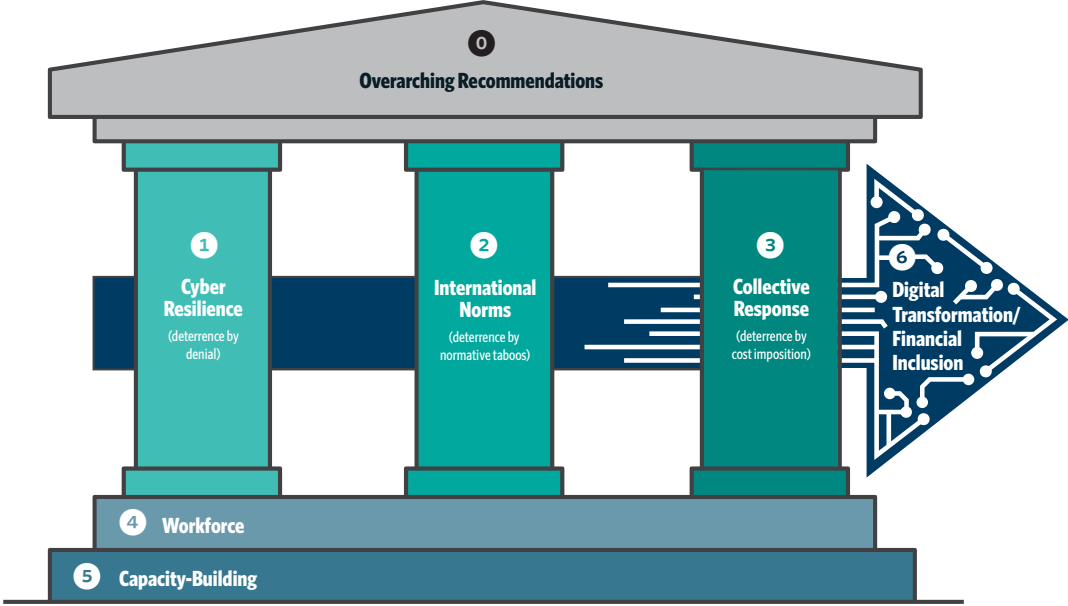 0
Overarching Recommendations
1
Cyber
Resilience
(deterrence by
denial)
2
International
Norms
(deterrence by
normative taboos)
3
Collective
Response
(deterrence by
cost imposition)
6
Digital
Transformation/
Financial
Inclusion
4 Workforce
5 Capacity-Building